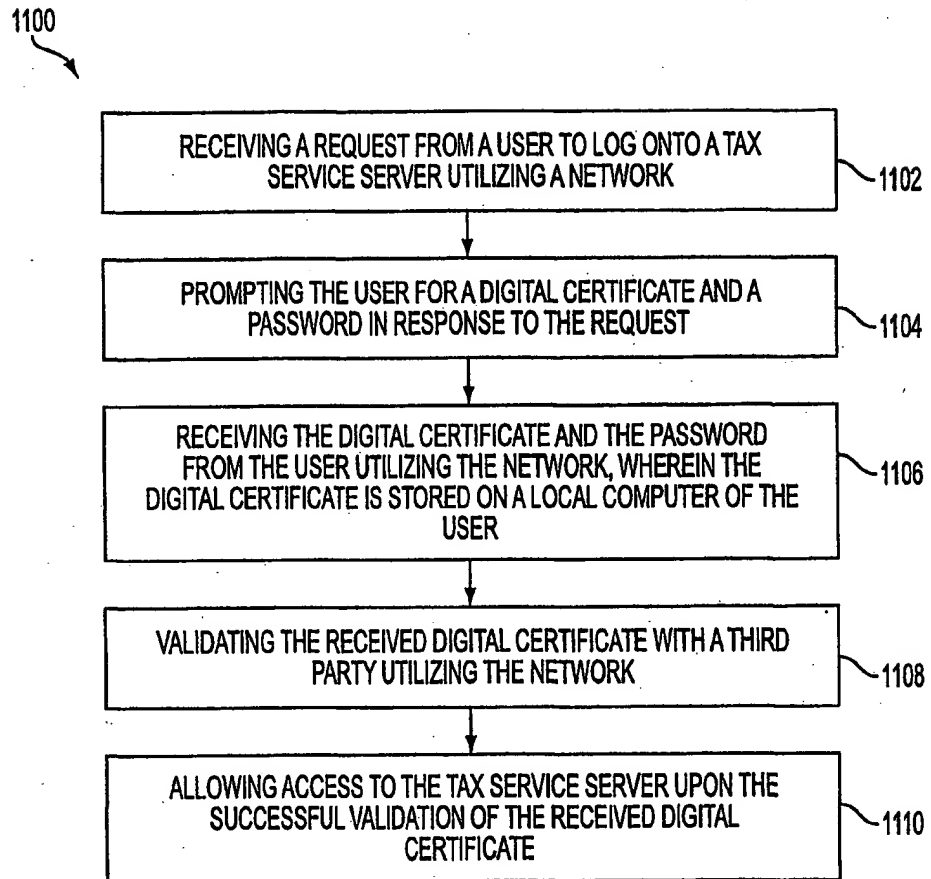 1100
RECEIVING A REQUEST FROM A USER TO LOG ONTO A TAX
SERVICE SERVER UTILIZING A NETWORK
1102
PROMPTING THE USER FOR A DIGITAL CERTIFICATE AND A
PASSWORD IN RESPONSE TO THE REQUEST
1104
RECEIVING THE DIGITAL CERTIFICATE AND THE PASSWORD
FROM THE USER UTILIZING THE NETWORK, WHEREIN THE
DIGITAL CERTIFICATE IS STORED ON A LOCAL COMPUTER OF THE
USER
1106
VALIDATING THE RECEIVED DIGITAL CERTIFICATE WITH A THIRD
PARTY UTILIZING THE NETWORK
1108
ALLOWING ACCESS TO THE TAX SERVICE SERVER UPON THE
SUCCESSFUL VALIDATION OF THE RECEIVED DIGITAL
CERTIFICATE
1110